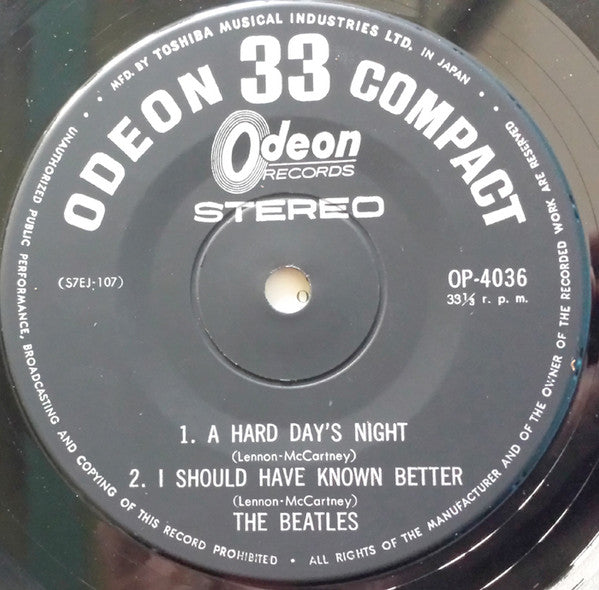 • MFD. BY TOSHIBA MUSICAL INDUSTRIES LTD. IN JAPAN •
ODEON 33 COMPACT
Odeon
RECORDS
STEREO
(S7EJ-107)
OP-4036
33⅓ r. p. m.
1. A HARD DAY'S NIGHT
(Lennon-McCartney)
2. I SHOULD HAVE KNOWN BETTER
(Lennon-McCartney)
THE BEATLES
UNAUTHORIZED PUBLIC PERFORMANCE, BROADCASTING AND COPYING OF THIS RECORD PROHIBITED • ALL RIGHTS OF THE MANUFACTURER AND OF THE OWNER OF THE RECORDED WORK ARE RESERVED